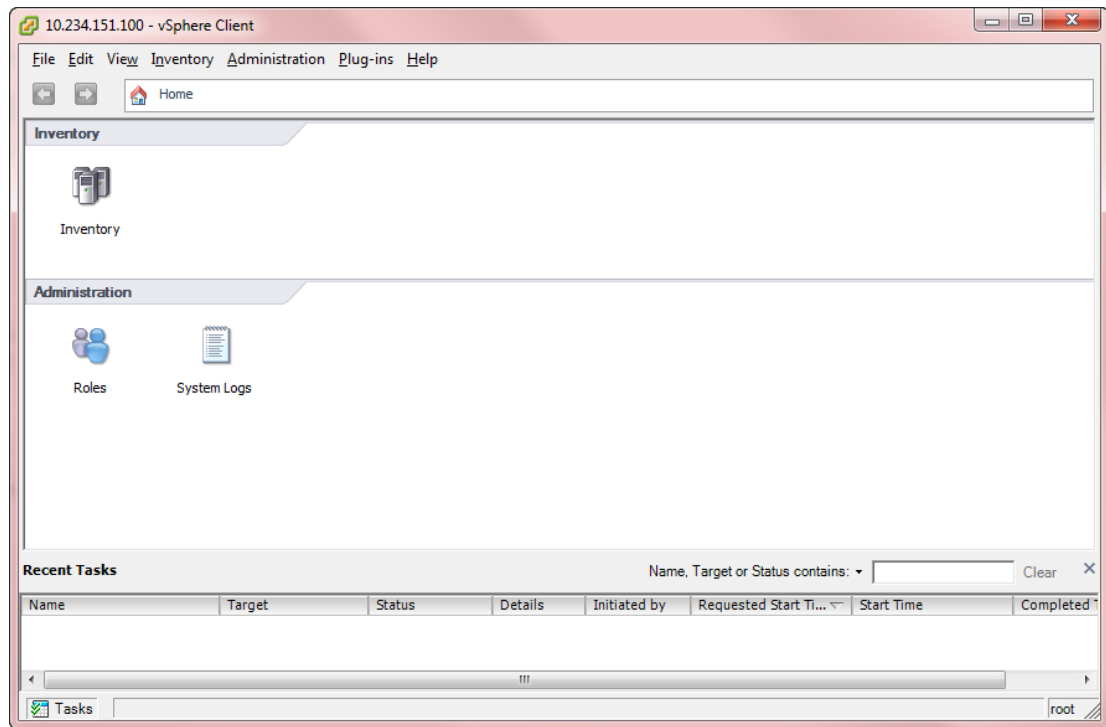 10.234.151.100 - vSphere Client
File Edit View Inventory Administration Plug-ins Help
Home
Inventory
Inventory
Administration
Roles System Logs
Recent Tasks Name, Target or Status contains: Clear
Name Target Status Details Initiated by Requested Start Ti... Start Time Completed T
Tasks root